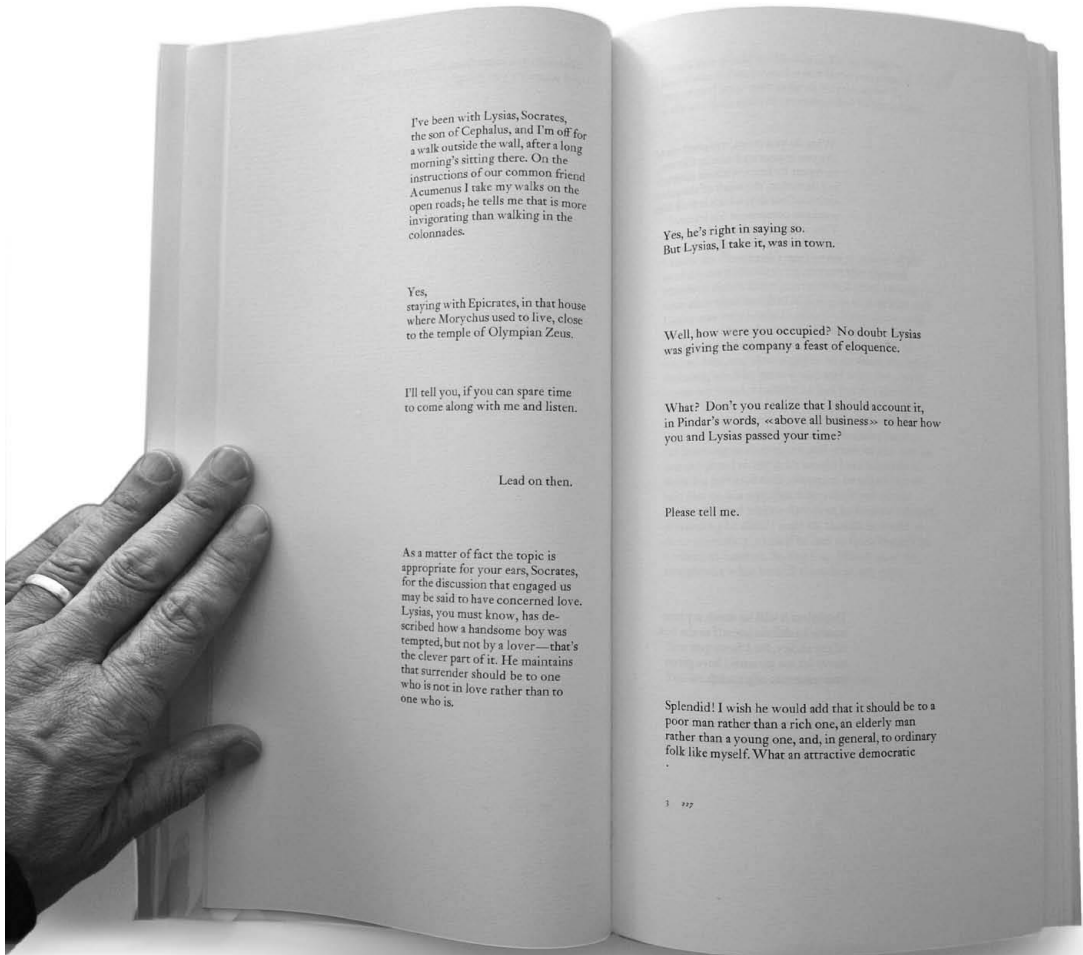 I've been with Lysias, Socrates,
the son of Cephalus, and I'm off for
a walk outside the wall, after a long
morning's sitting there. On the
instructions of our common friend
Acumenus I take my walks on the
open roads; he tells me that is more
invigorating than walking in the
colonnades.
Yes,
staying with Epicrates, in that house
where Morychus used to live, close
to the temple of Olympian Zeus.
I'll tell you, if you can spare time
to come along with me and listen.
Lead on then.
As a matter of fact the topic is
appropriate for your ears, Socrates,
for the discussion that engaged us
may be said to have concerned love.
Lysias, you must know, has de-
scribed how a handsome boy was
tempted, but not by a lover—that's
the clever part of it. He maintains
that surrender should be to one
who is not in love rather than to
one who is.
Yes, he's right in saying so.
But Lysias, I take it, was in town.
Well, how were you occupied? No doubt Lysias
was giving the company a feast of eloquence.
What? Don't you realize that I should account it,
in Pindar's words, «above all business» to hear how
you and Lysias passed your time?
Please tell me.
Splendid! I wish he would add that it should be to a
poor man rather than a rich one, an elderly man
rather than a young one, and, in general, to ordinary
folk like myself. What an attractive democratic
227